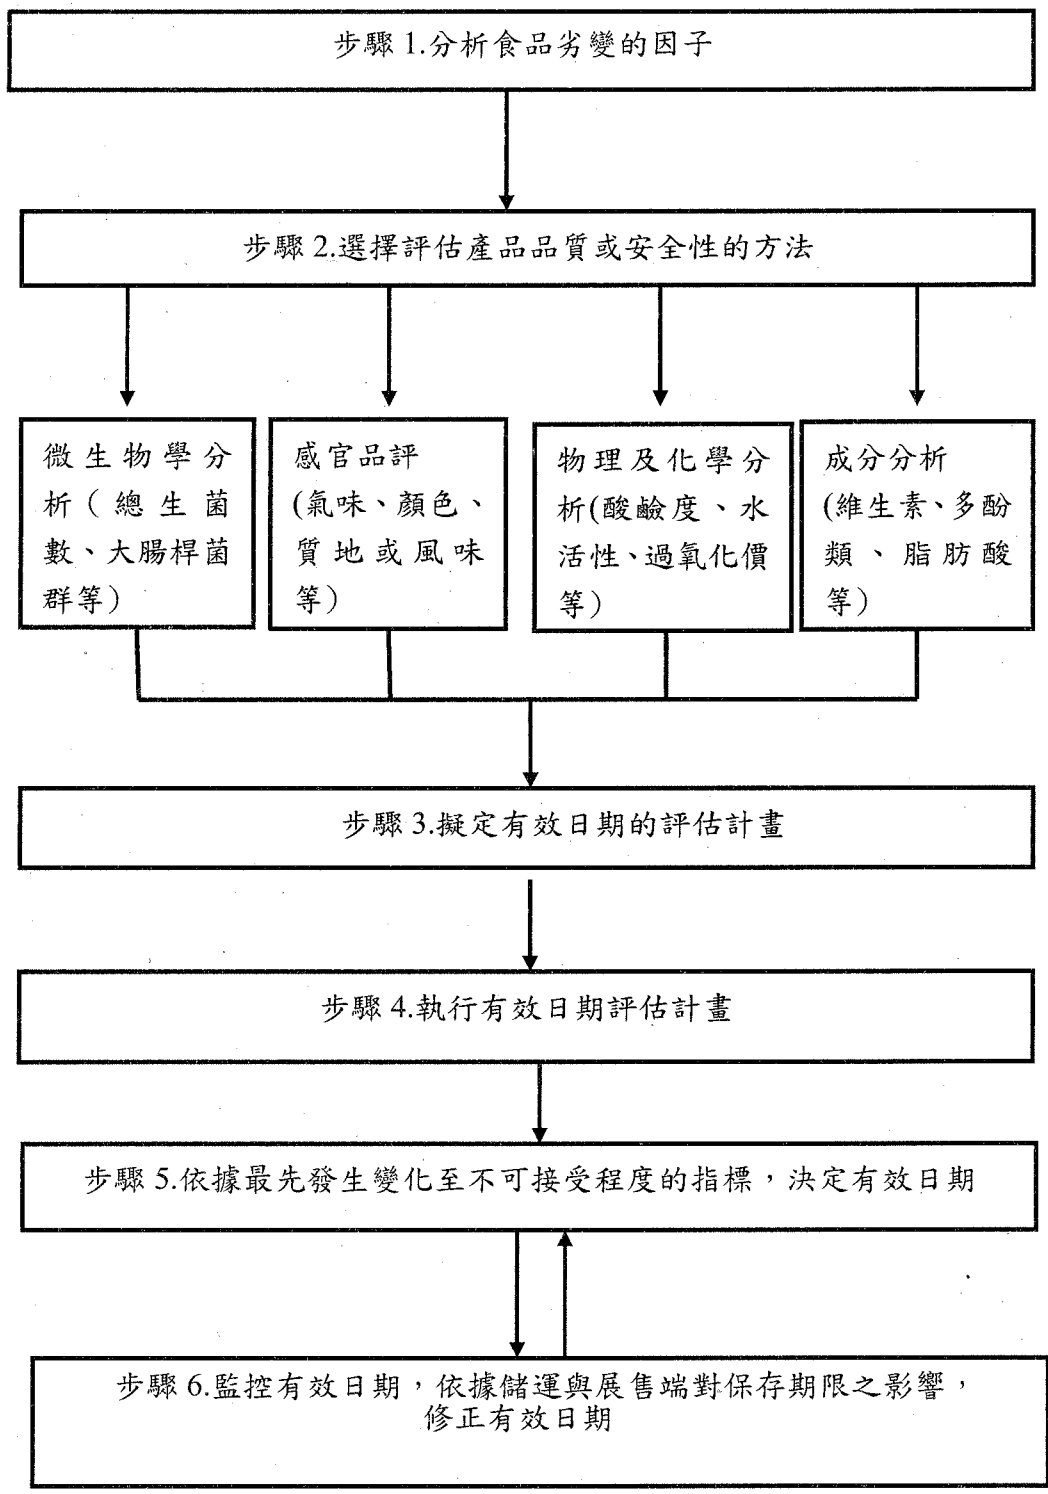 步驟 1.分析食品劣變的因子
步驟 2.選擇評估產品品質或安全性的方法
微生物學分
析（總生菌
數、大腸桿菌
群等）
感官品評
(氣味、顏色、
質地或風味
等）
物理及化學分
析(酸鹼度、水
活性、過氧化價
等）
成分分析
(維生素、多酚
類、脂肪酸
等）
步驟 3.擬定有效日期的評估計畫
步驟 4.執行有效日期評估計畫
步驟 5.依據最先發生變化至不可接受程度的指標，決定有效日期
步驟 6.監控有效日期，依據儲運與展售端對保存期限之影響，
修正有效日期